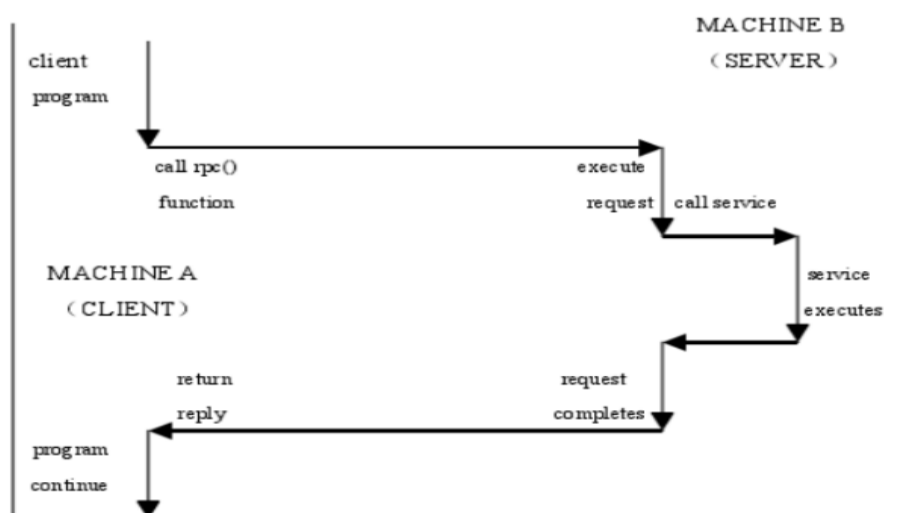 MACHINE B
(SERVER)
client
program
call rpc()
function
execute
request
call service
MACHINE A
(CLIENT)
service
executes
return
reply
request
completes
program
continue